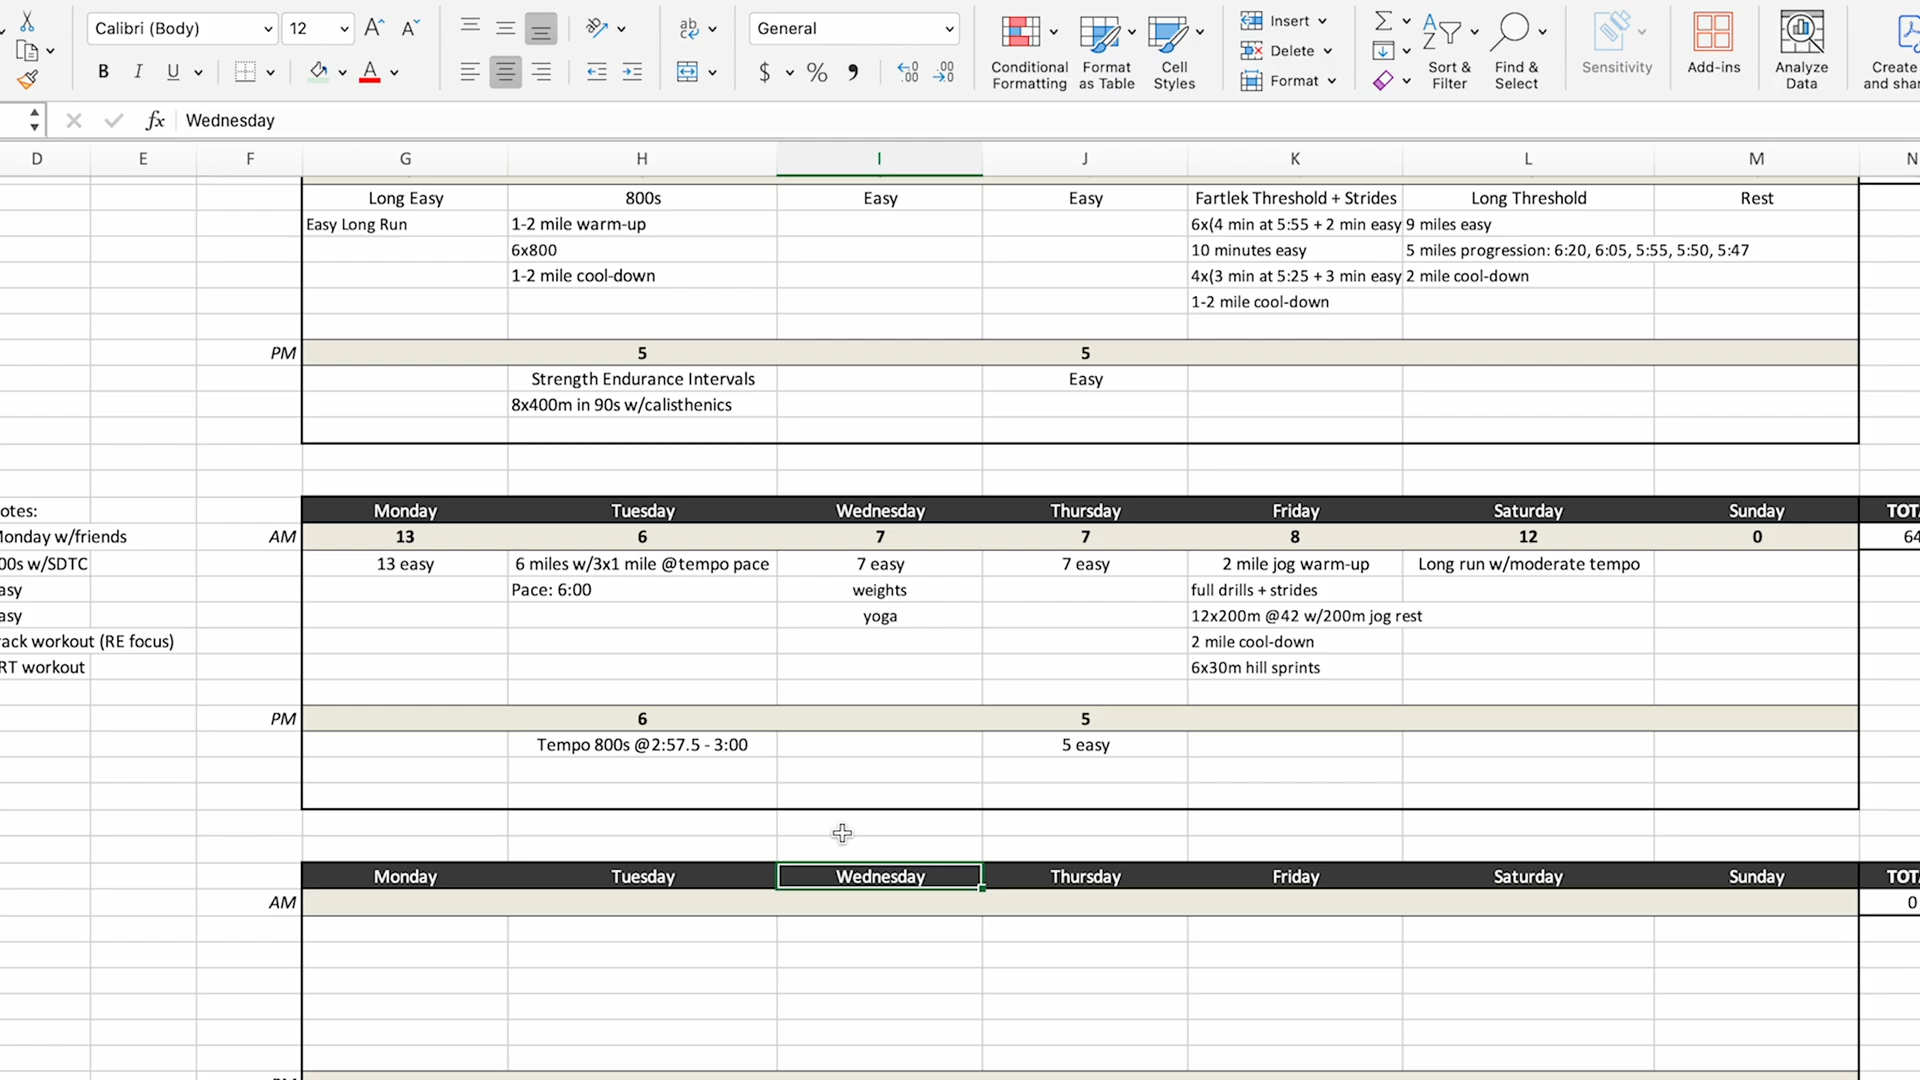 Calibri (Body) 12 A^ A˅ ab General Insert Σ A Z
Delete
B I U A $ % 9 .00 Conditional Formatting Format as Table Cell Styles Format Sort & Filter Find & Select Sensitivity Add-ins Analyze Data Create and shar
fx Wednesday
D E F G H I J K L M N
Long Easy 800s Easy Easy Fartlek Threshold + Strides Long Threshold Rest
Easy Long Run 1-2 mile warm-up 6x(4 min at 5:55 + 2 min easy 9 miles easy
6x800 10 minutes easy 5 miles progression: 6:20, 6:05, 5:55, 5:50, 5:47
1-2 mile cool-down 4x(3 min at 5:25 + 3 min easy 2 mile cool-down
1-2 mile cool-down
PM 5 5
Strength Endurance Intervals Easy
8x400m in 90s w/calisthenics
otes: Monday Tuesday Wednesday Thursday Friday Saturday Sunday TOT
Monday w/friends AM 13 6 7 7 8 12 0 64
00s w/SDTC 13 easy 6 miles w/3x1 mile @tempo pace 7 easy 7 easy 2 mile jog warm-up Long run w/moderate tempo
asy Pace: 6:00 weights full drills + strides
asy yoga 12x200m @42 w/200m jog rest
rack workout (RE focus) 2 mile cool-down
RT workout 6x30m hill sprints
PM 6 5
Tempo 800s @2:57.5 - 3:00 5 easy
Monday Tuesday Wednesday Thursday Friday Saturday Sunday TOT
AM 0